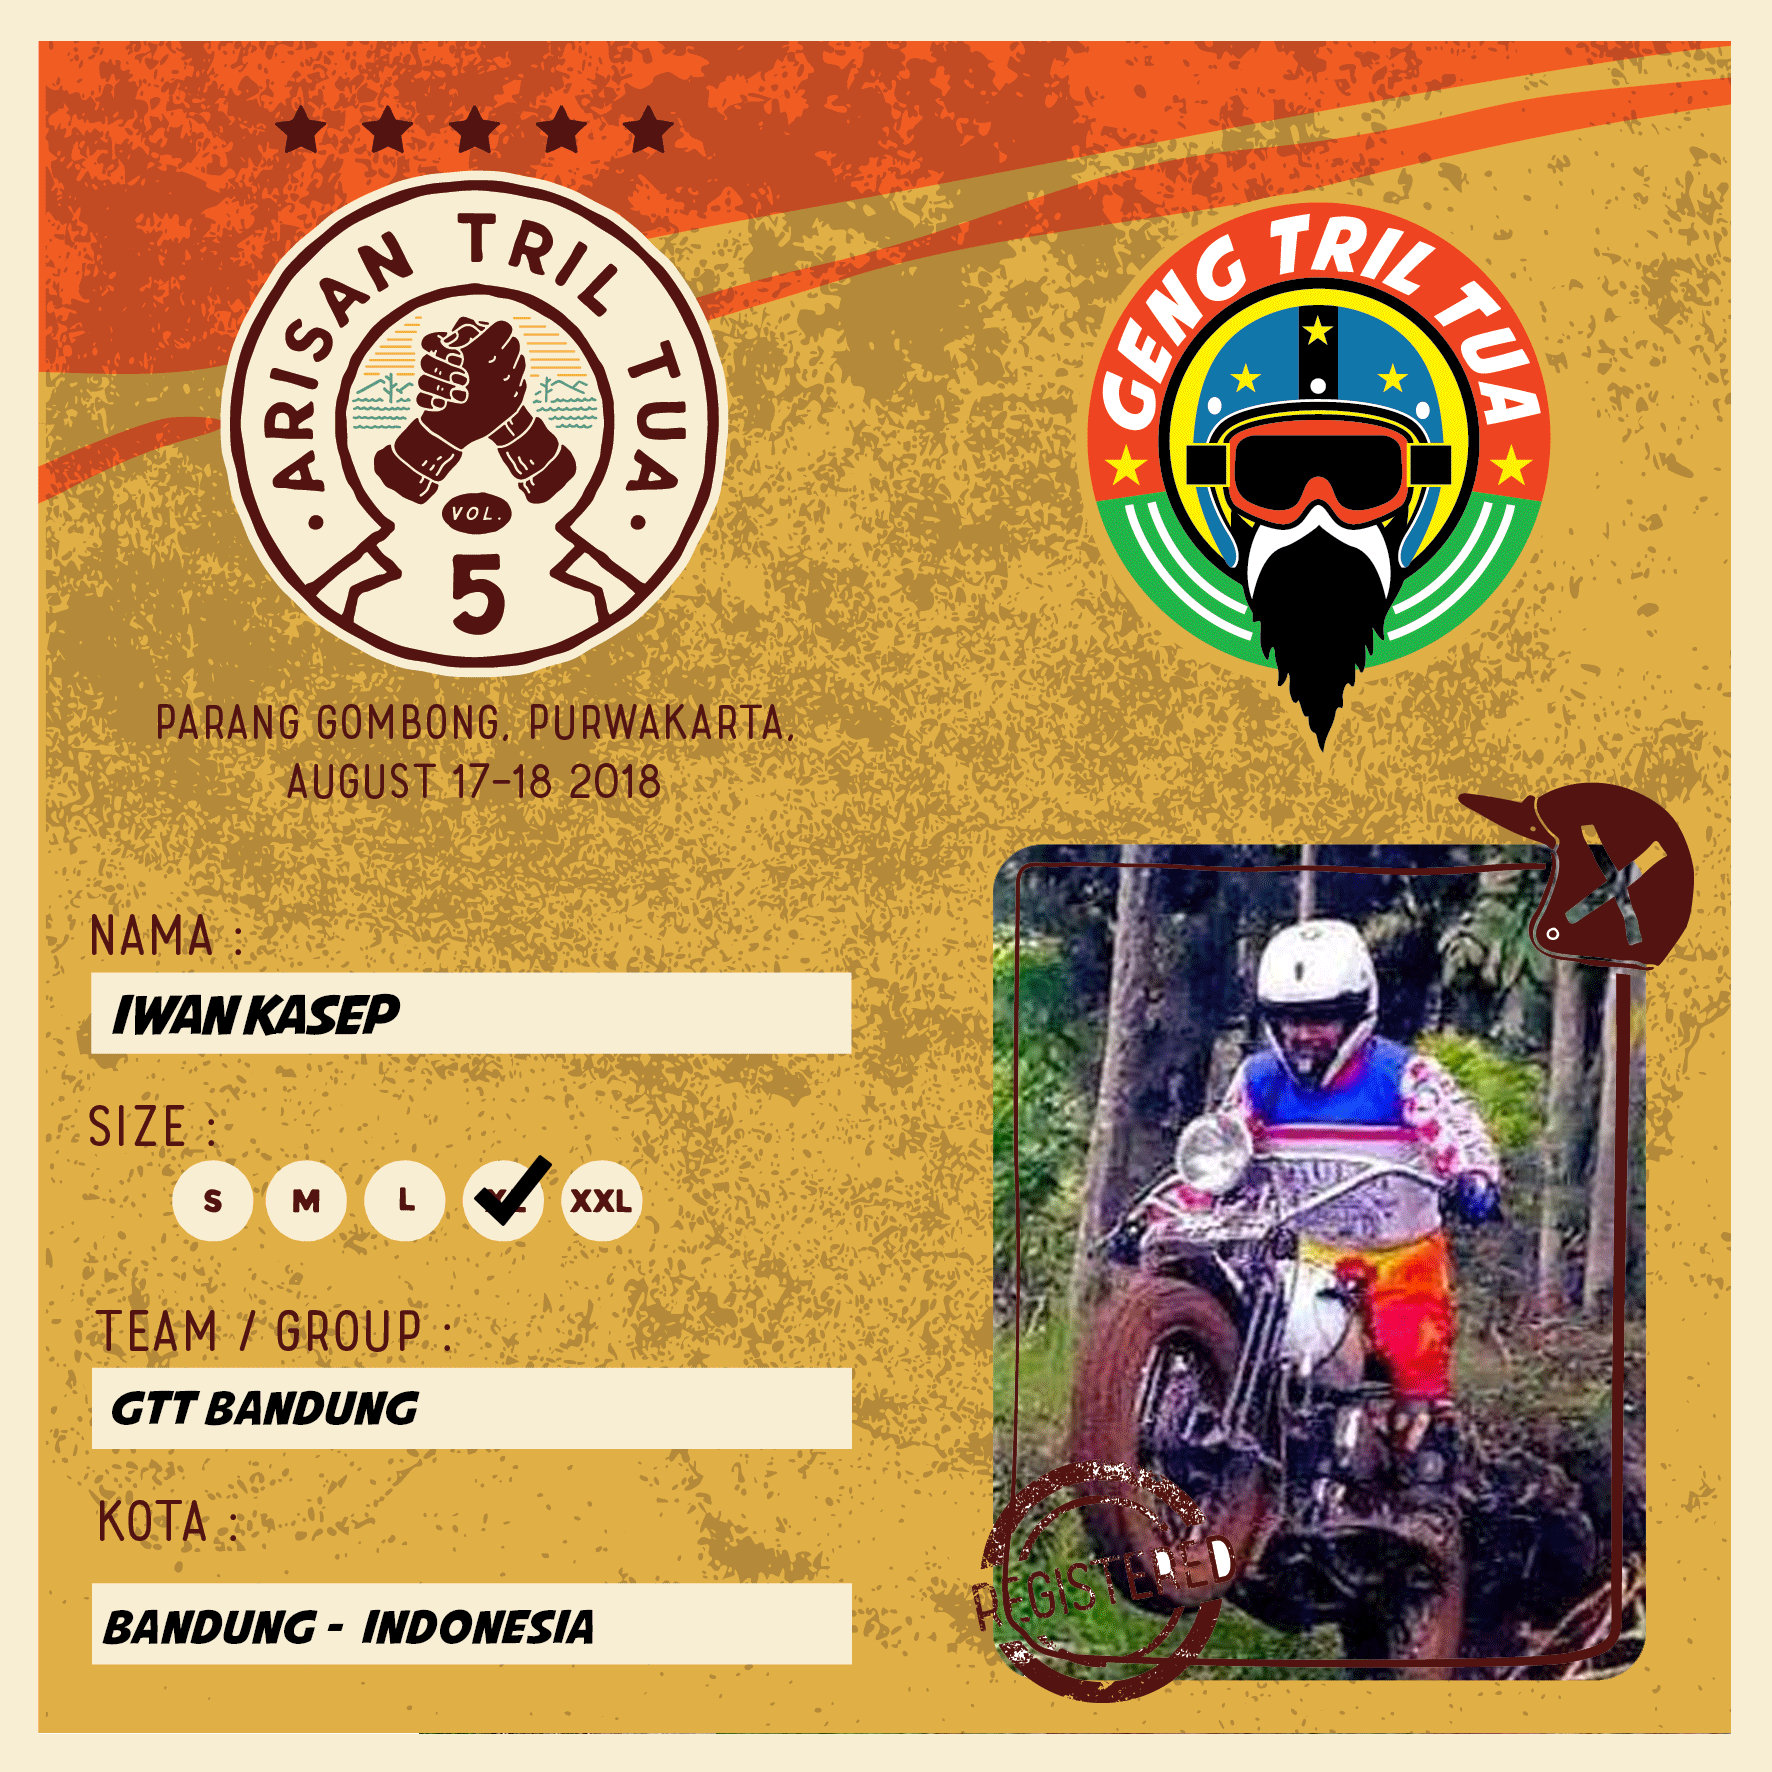 ARISAN TRIL TUA
VOL.
5
GENG TRIL TUA
PARANG GOMBONG, PURWAKARTA,
AUGUST 17-18 2018
NAMA :
IWAN KASEP
SIZE :
S M L XL XXL
TEAM / GROUP :
GTT BANDUNG
KOTA :
BANDUNG - INDONESIA
REGISTERED